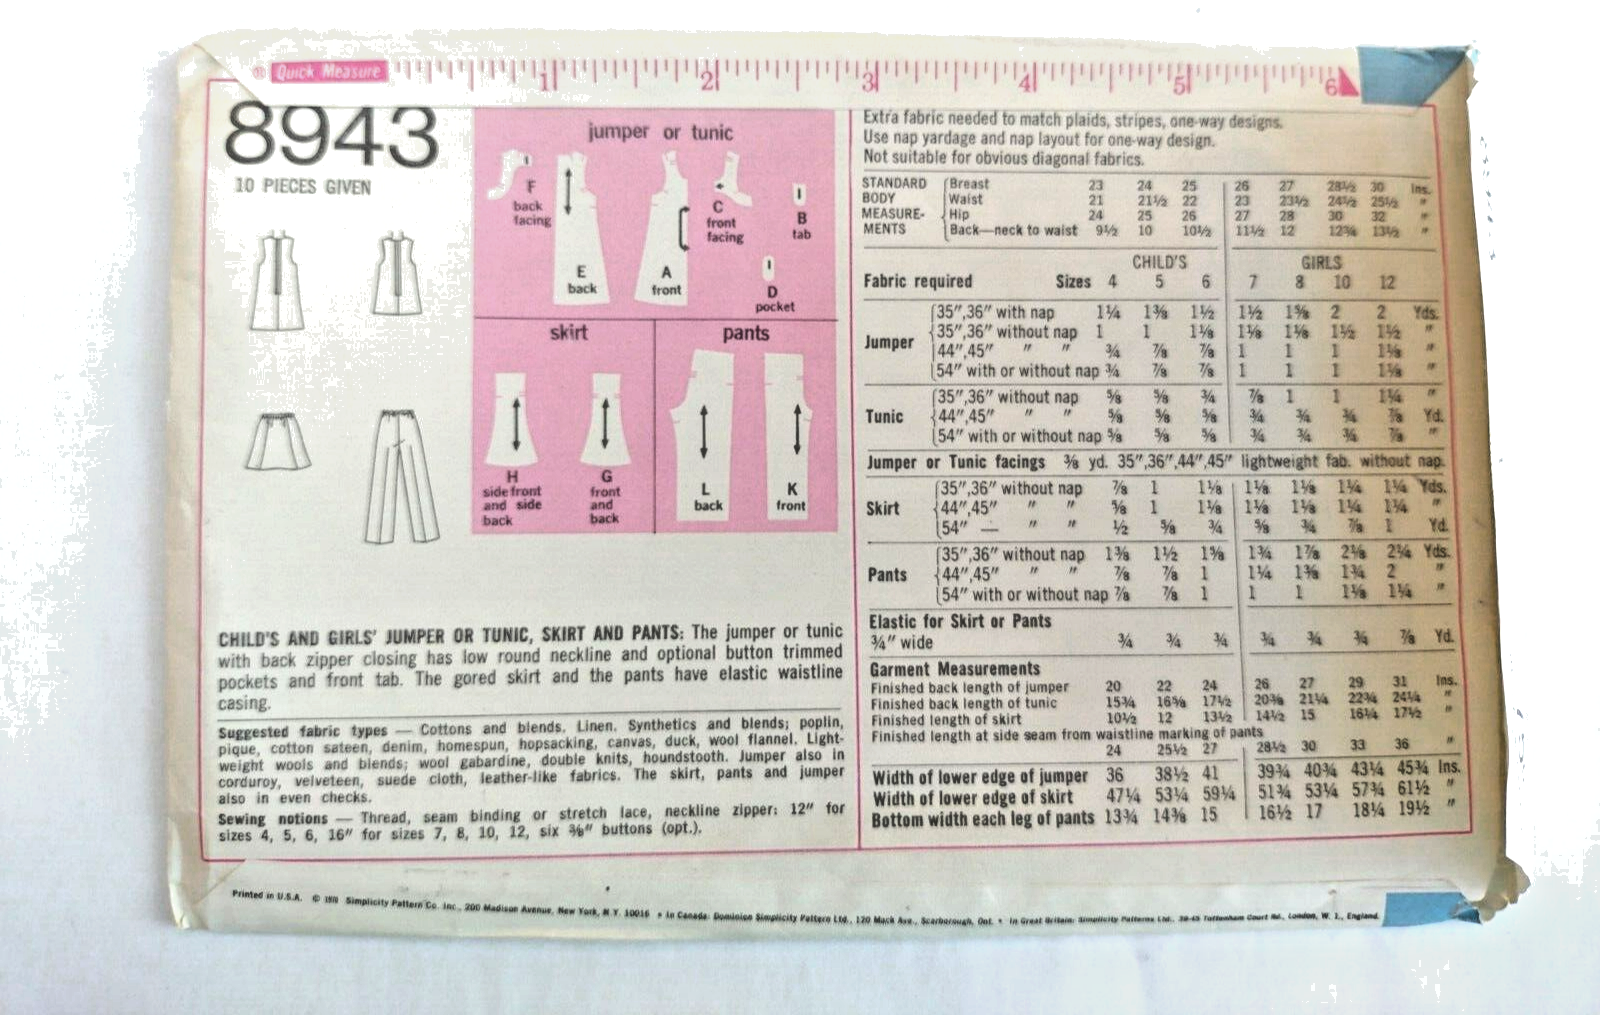 ® Quick Measure 1 2 3 4 5 6
8943
10 PIECES GIVEN
jumper or tunic
F
back
facing
E
back
A
front
C
front
facing
B
tab
D
pocket
skirt
H
side front
and side
back
G
front
and
back
pants
L
back
K
front
CHILD'S AND GIRLS' JUMPER OR TUNIC, SKIRT AND PANTS: The jumper or tunic
with back zipper closing has low round neckline and optional button trimmed
pockets and front tab. The gored skirt and the pants have elastic waistline
casing.
Suggested fabric types — Cottons and blends. Linen. Synthetics and blends; poplin,
pique, cotton sateen, denim, homespun, hopsacking, canvas, duck, wool flannel. Light-
weight wools and blends; wool gabardine, double knits, houndstooth. Jumper also in
corduroy, velveteen, suede cloth, leather-like fabrics. The skirt, pants and jumper
also in even checks.
Sewing notions — Thread, seam binding or stretch lace, neckline zipper: 12" for
sizes 4, 5, 6, 16" for sizes 7, 8, 10, 12, six ⅜" buttons (opt.).
Extra fabric needed to match plaids, stripes, one-way designs.
Use nap yardage and nap layout for one-way design.
Not suitable for obvious diagonal fabrics.
STANDARD Breast 23 24 25 26 27 28½ 30 Ins.
BODY Waist 21 21½ 22 23 23½ 24½ 25½ "
MEASURE- Hip 24 25 26 27 28 30 32 "
MENTS Back—neck to waist 9½ 10 10½ 11½ 12 12¾ 13½ "
CHILD'S GIRLS
Fabric required Sizes 4 5 6 7 8 10 12
35",36" with nap 1¼ 1⅜ 1½ 1½ 1⅝ 2 2 Yds.
Jumper 35",36" without nap 1 1 1⅛ 1⅛ 1⅛ 1½ 1½ "
44",45" " " ¾ ⅞ ⅞ 1 1 1 1⅛ "
54" with or without nap ¾ ⅞ ⅞ 1 1 1 1⅛ "
35",36" without nap ⅝ ⅝ ¾ ⅞ 1 1 1¼ "
Tunic 44",45" " " ⅝ ⅝ ⅝ ¾ ¾ ¾ ⅞ Yd.
54" with or without nap ⅝ ⅝ ⅝ ¾ ¾ ¾ ⅞ "
Jumper or Tunic facings ⅜ yd. 35",36",44",45" lightweight fab. without nap.
35",36" without nap ⅞ 1 1⅛ 1⅛ 1⅛ 1¼ 1¼ Yds.
Skirt 44",45" " " ⅝ 1 1⅛ 1⅛ 1⅛ 1¼ 1¼ "
54" — " " ½ ⅝ ¾ ⅝ ¾ ⅞ 1 Yd.
35",36" without nap 1⅜ 1½ 1⅝ 1¾ 1⅞ 2⅛ 2¼ Yds.
Pants 44",45" " " ⅞ ⅞ 1 1¼ 1⅜ 1¾ 2 "
54" with or without nap ⅞ ⅞ 1 1 1 1⅛ 1¼ "
Elastic for Skirt or Pants
¾" wide ¾ ¾ ¾ ¾ ¾ ¾ ⅞ Yd.
Garment Measurements
Finished back length of jumper 20 22 24 26 27 29 31 Ins.
Finished back length of tunic 15¾ 16⅝ 17½ 20⅜ 21¼ 22¾ 24¼ "
Finished length of skirt 10½ 12 13½ 14½ 15 16¼ 17½ "
Finished length at side seam from waistline marking of pants
24 25½ 27 28½ 30 33 36 "
Width of lower edge of jumper 36 38½ 41 39¾ 40¾ 43¼ 45¾ Ins.
Width of lower edge of skirt 47¼ 53¼ 59¼ 51¾ 53¼ 57¾ 61½ "
Bottom width each leg of pants 13¾ 14⅜ 15 16½ 17 18¼ 19½ "
Printed in U.S.A. © 1970 Simplicity Pattern Co. Inc., 200 Madison Avenue, New York, N.Y. 10016 • In Canada: Dominion Simplicity Pattern Ltd., 120 Mack Ave., Scarborough, Ont. • In Great Britain: Simplicity Patterns Ltd., 39-45 Tottenham Court Rd., London, W. 1., England.